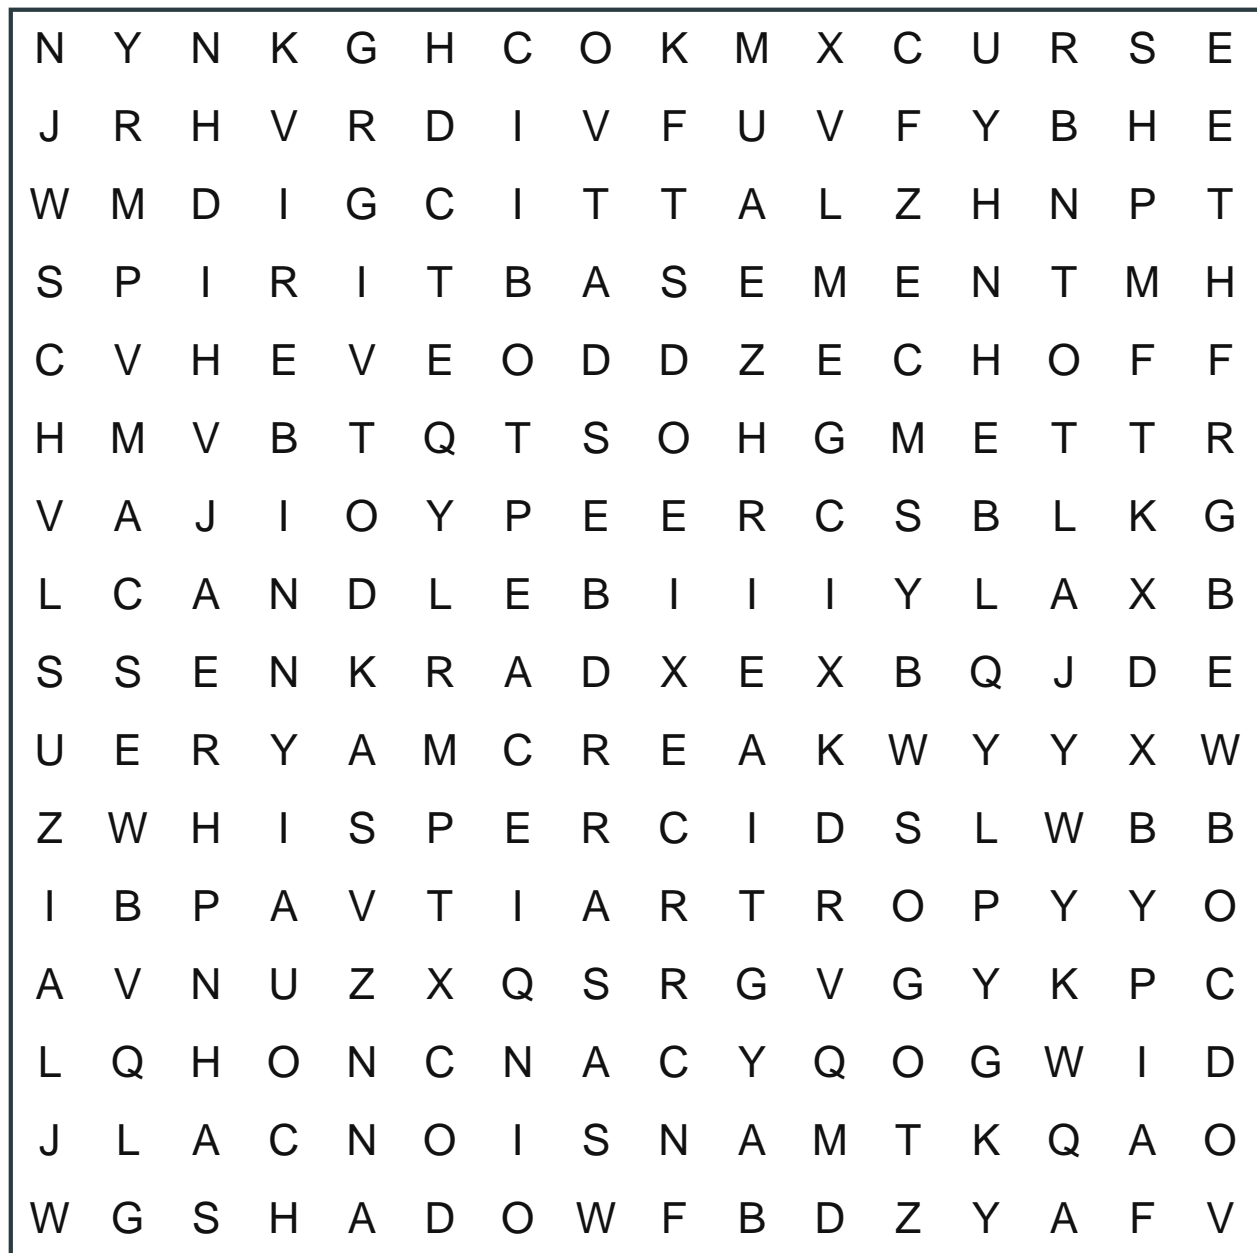 N Y N K G H C O K M X C U R S E
J R H V R D I V F U V F Y B H E
W M D I G C I T T A L Z H N P T
S P I R I T B A S E M E N T M H
C V H E V E O D D Z E C H O F F
H M V B T Q T S O H G M E T T R
V A J I O Y P E E R C S B L K G
L C A N D L E B I I I Y L A X B
S S E N K R A D X E X B Q J D E
U E R Y A M C R E A K W Y Y X W
Z W H I S P E R C I D S L W B B
I B P A V T I A R T R O P Y Y O
A V N U Z X Q S R G V G Y K P C
L Q H O N C N A C Y Q O G W I D
J L A C N O I S N A M T K Q A O
W G S H A D O W F B D Z Y A F V